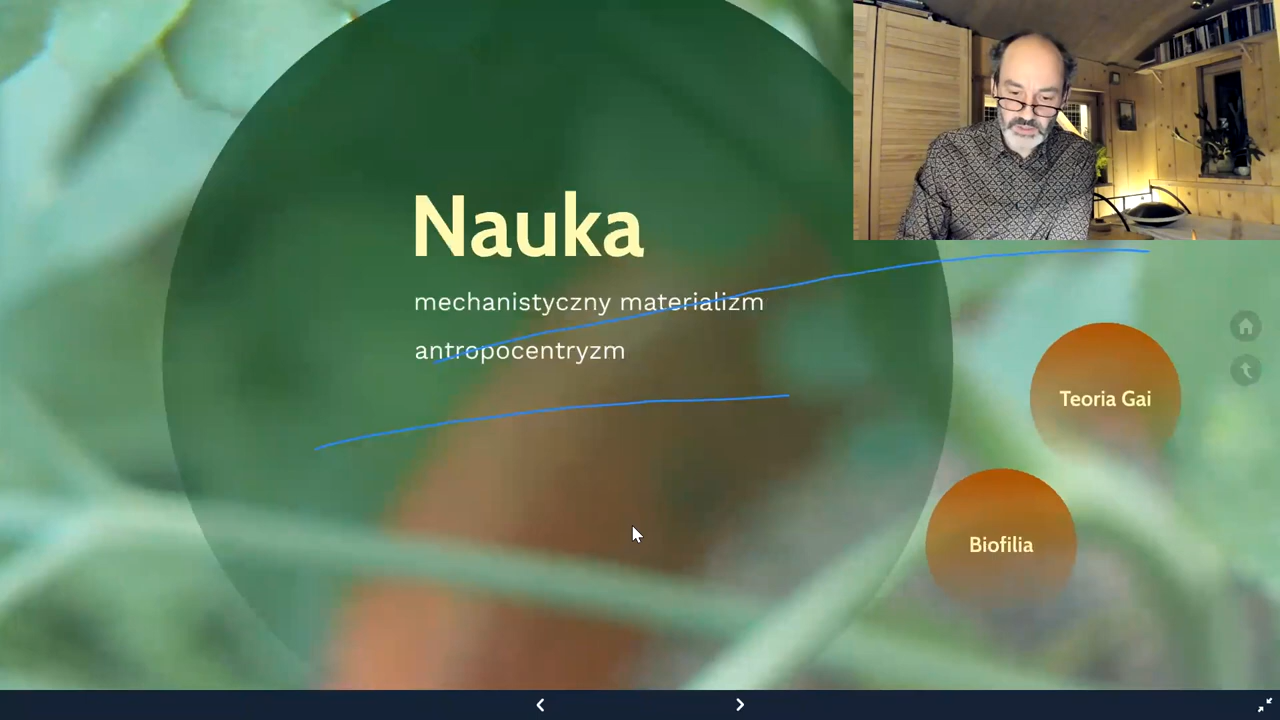 Nauka
mechanistyczny materializm
antropocentryzm
Teoria Gai
Biofilia